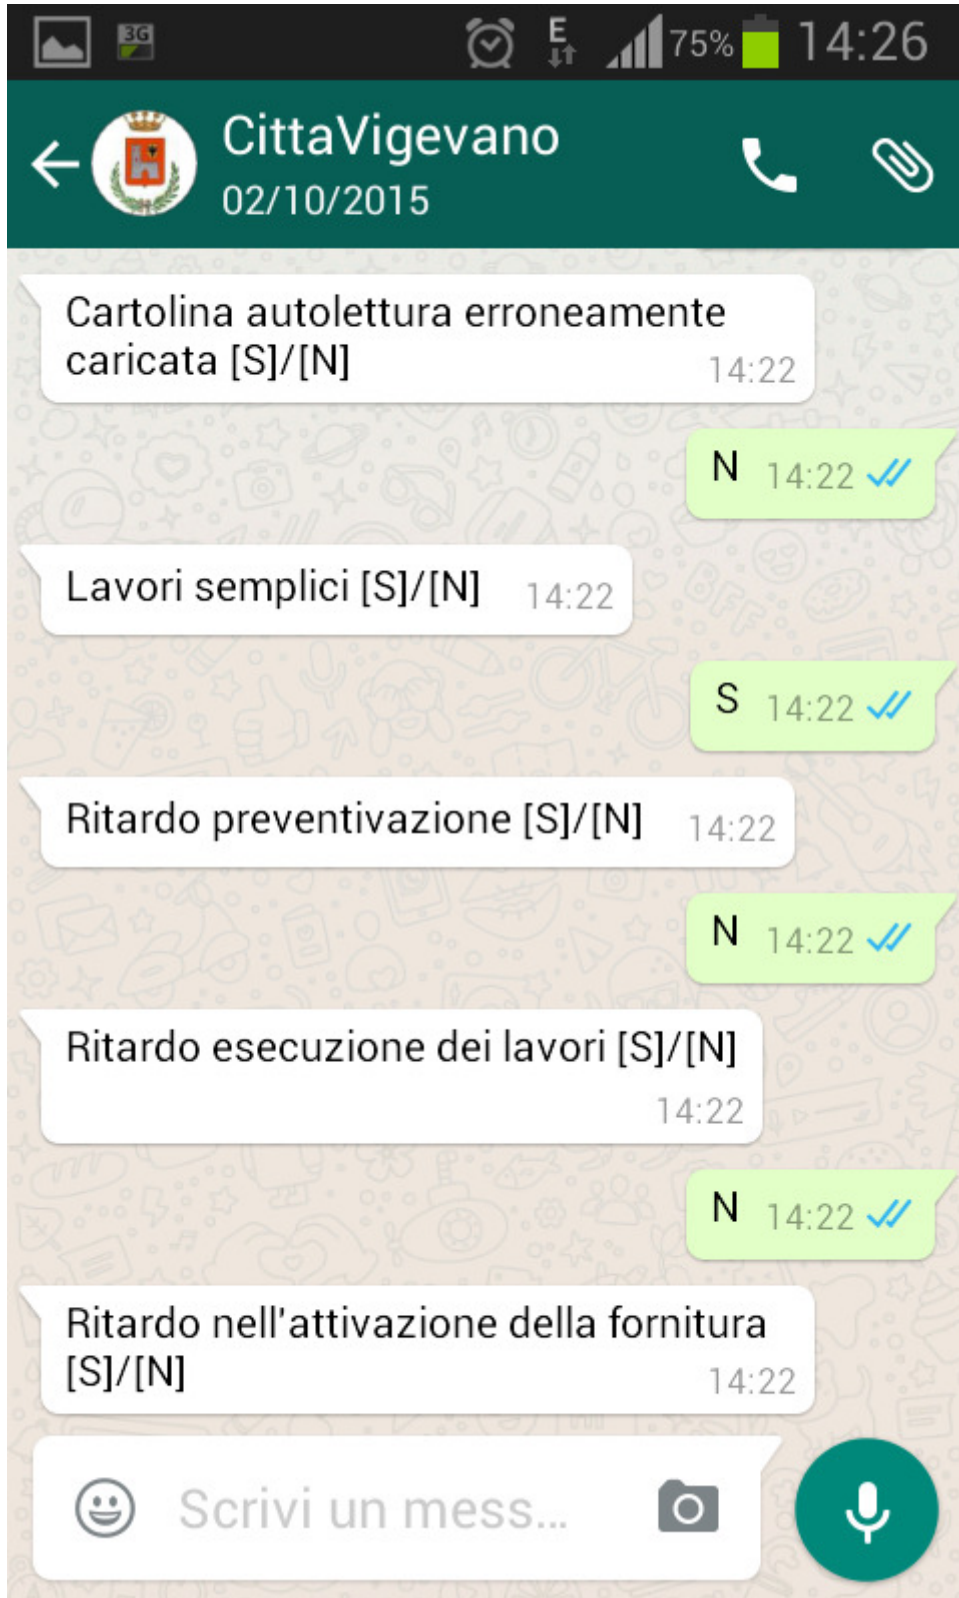 3G
E
75%
14:26
CittaVigevano
02/10/2015
Cartolina autolettura erroneamente
caricata [S]/[N]
14:22
N 14:22
Lavori semplici [S]/[N] 14:22
S 14:22
Ritardo preventivazione [S]/[N] 14:22
N 14:22
Ritardo esecuzione dei lavori [S]/[N]
14:22
N 14:22
Ritardo nell'attivazione della fornitura
[S]/[N]
14:22
Scrivi un mess...